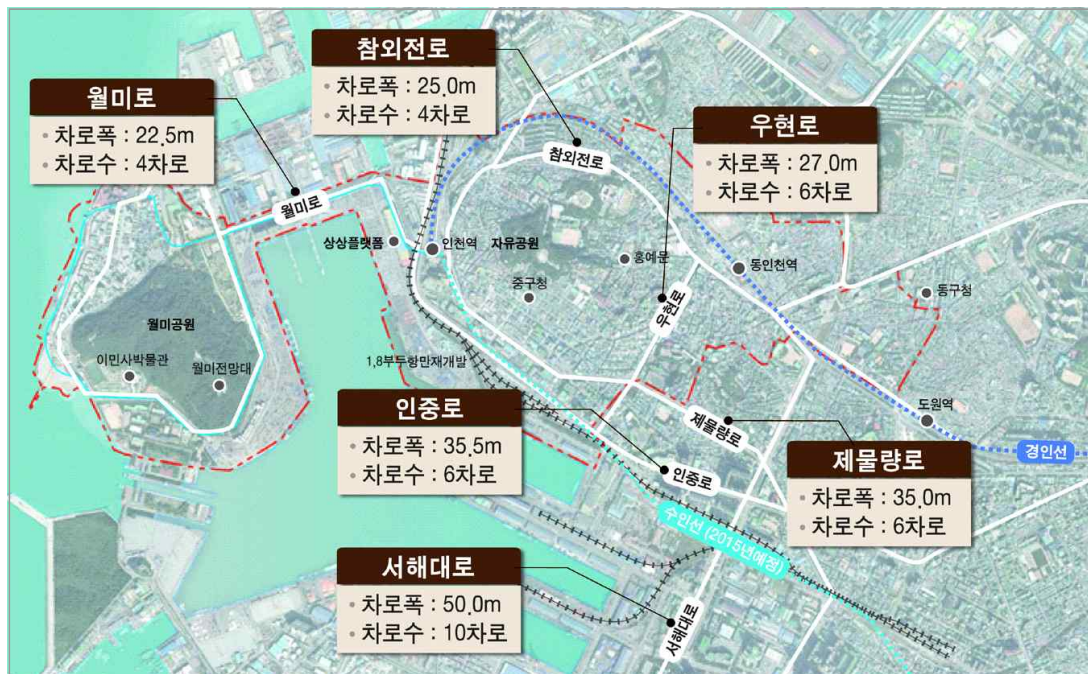 참외전로
• 차로폭 : 25.0m
• 차로수 : 4차로
월미로
• 차로폭 : 22.5m
• 차로수 : 4차로
우현로
• 차로폭 : 27.0m
• 차로수 : 6차로
참외전로
월미로
상상플랫폼
인천역
자유공원
홍예문
동인천역
중구청
우현로
동구청
월미공원
이민사박물관
월미전망대
1,8부두항만재개발
인중로
• 차로폭 : 35.5m
• 차로수 : 6차로
제물량로
도원역
경인선
인중로
제물량로
• 차로폭 : 35.0m
• 차로수 : 6차로
수인선 (2015년예정)
서해대로
• 차로폭 : 50.0m
• 차로수 : 10차로
서해대로